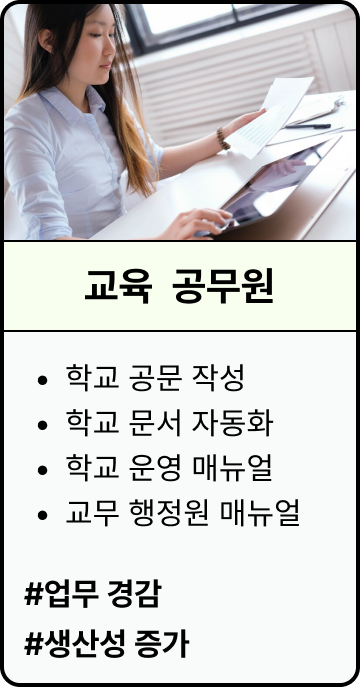 교육 공무원
• 학교 공문 작성
• 학교 문서 자동화
• 학교 운영 매뉴얼
• 교무 행정원 매뉴얼
#업무 경감
#생산성 증가